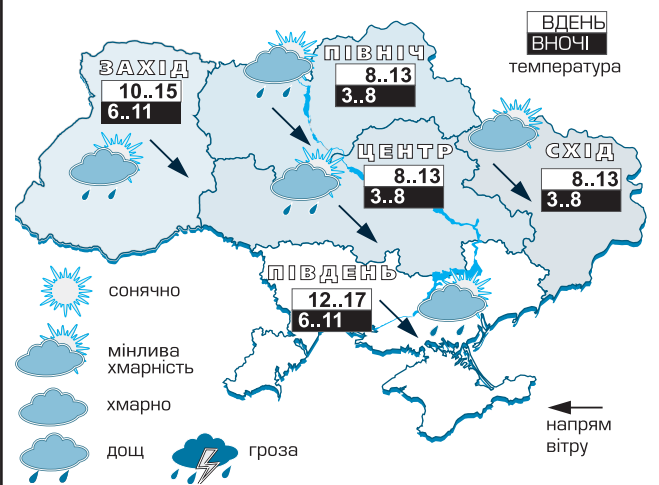 ВДЕНЬ
ВНОЧІ
температура
ЗАХІД
10..15
6..11
ПІВНІЧ
8..13
3..8
ЦЕНТР
8..13
3..8
СХІД
8..13
3..8
ПІВДЕНЬ
12..17
6..11
сонячно
мінлива
хмарність
хмарно
дощ
гроза
напрям
вітру